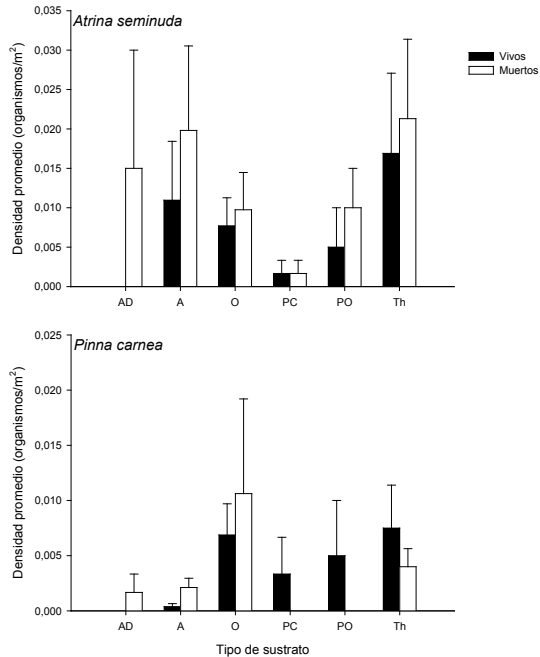 Atrina seminuda
Vivos
Muertos
Densidad promedio (organismos/m²)
0,035
0,030
0,025
0,020
0,015
0,010
0,005
0,000
AD A O PC PO Th
Pinna carnea
Densidad promedio (organismos/m²)
0,025
0,020
0,015
0,010
0,005
0,000
AD A O PC PO Th
Tipo de sustrato